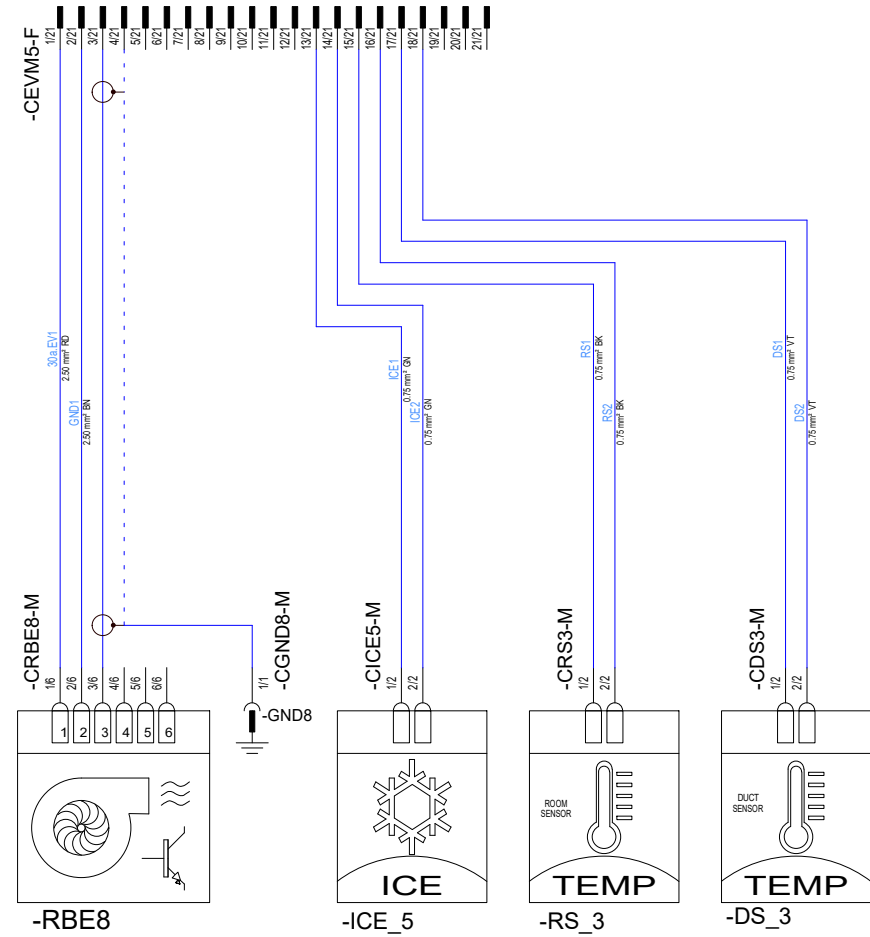 -CEVM5-F
1/21
2/21
3/21
4/21
5/21
6/21
7/21
8/21
9/21
10/21
11/21
12/21
13/21
14/21
15/21
16/21
17/21
18/21
19/21
20/21
21/21
30a.EV1
2.50 mm² RD
GND1
2.50 mm² BN
ICE1
0.75 mm² GN
ICE2
0.75 mm² GN
RS1
0.75 mm² BK
RS2
0.75 mm² BK
DS1
0.75 mm² VT
DS2
0.75 mm² VT
-CRBE8-M
1/6
2/6
3/6
4/6
5/6
6/6
1/1
-CGND8-M
-CICE5-M
1/2
2/2
-CRS3-M
1/2
2/2
-CDS3-M
1/2
2/2
1 2 3 4 5 6
-GND8
ROOM
SENSOR
DUCT
SENSOR
ICE
TEMP
TEMP
-RBE8
-ICE_5
-RS_3
-DS_3